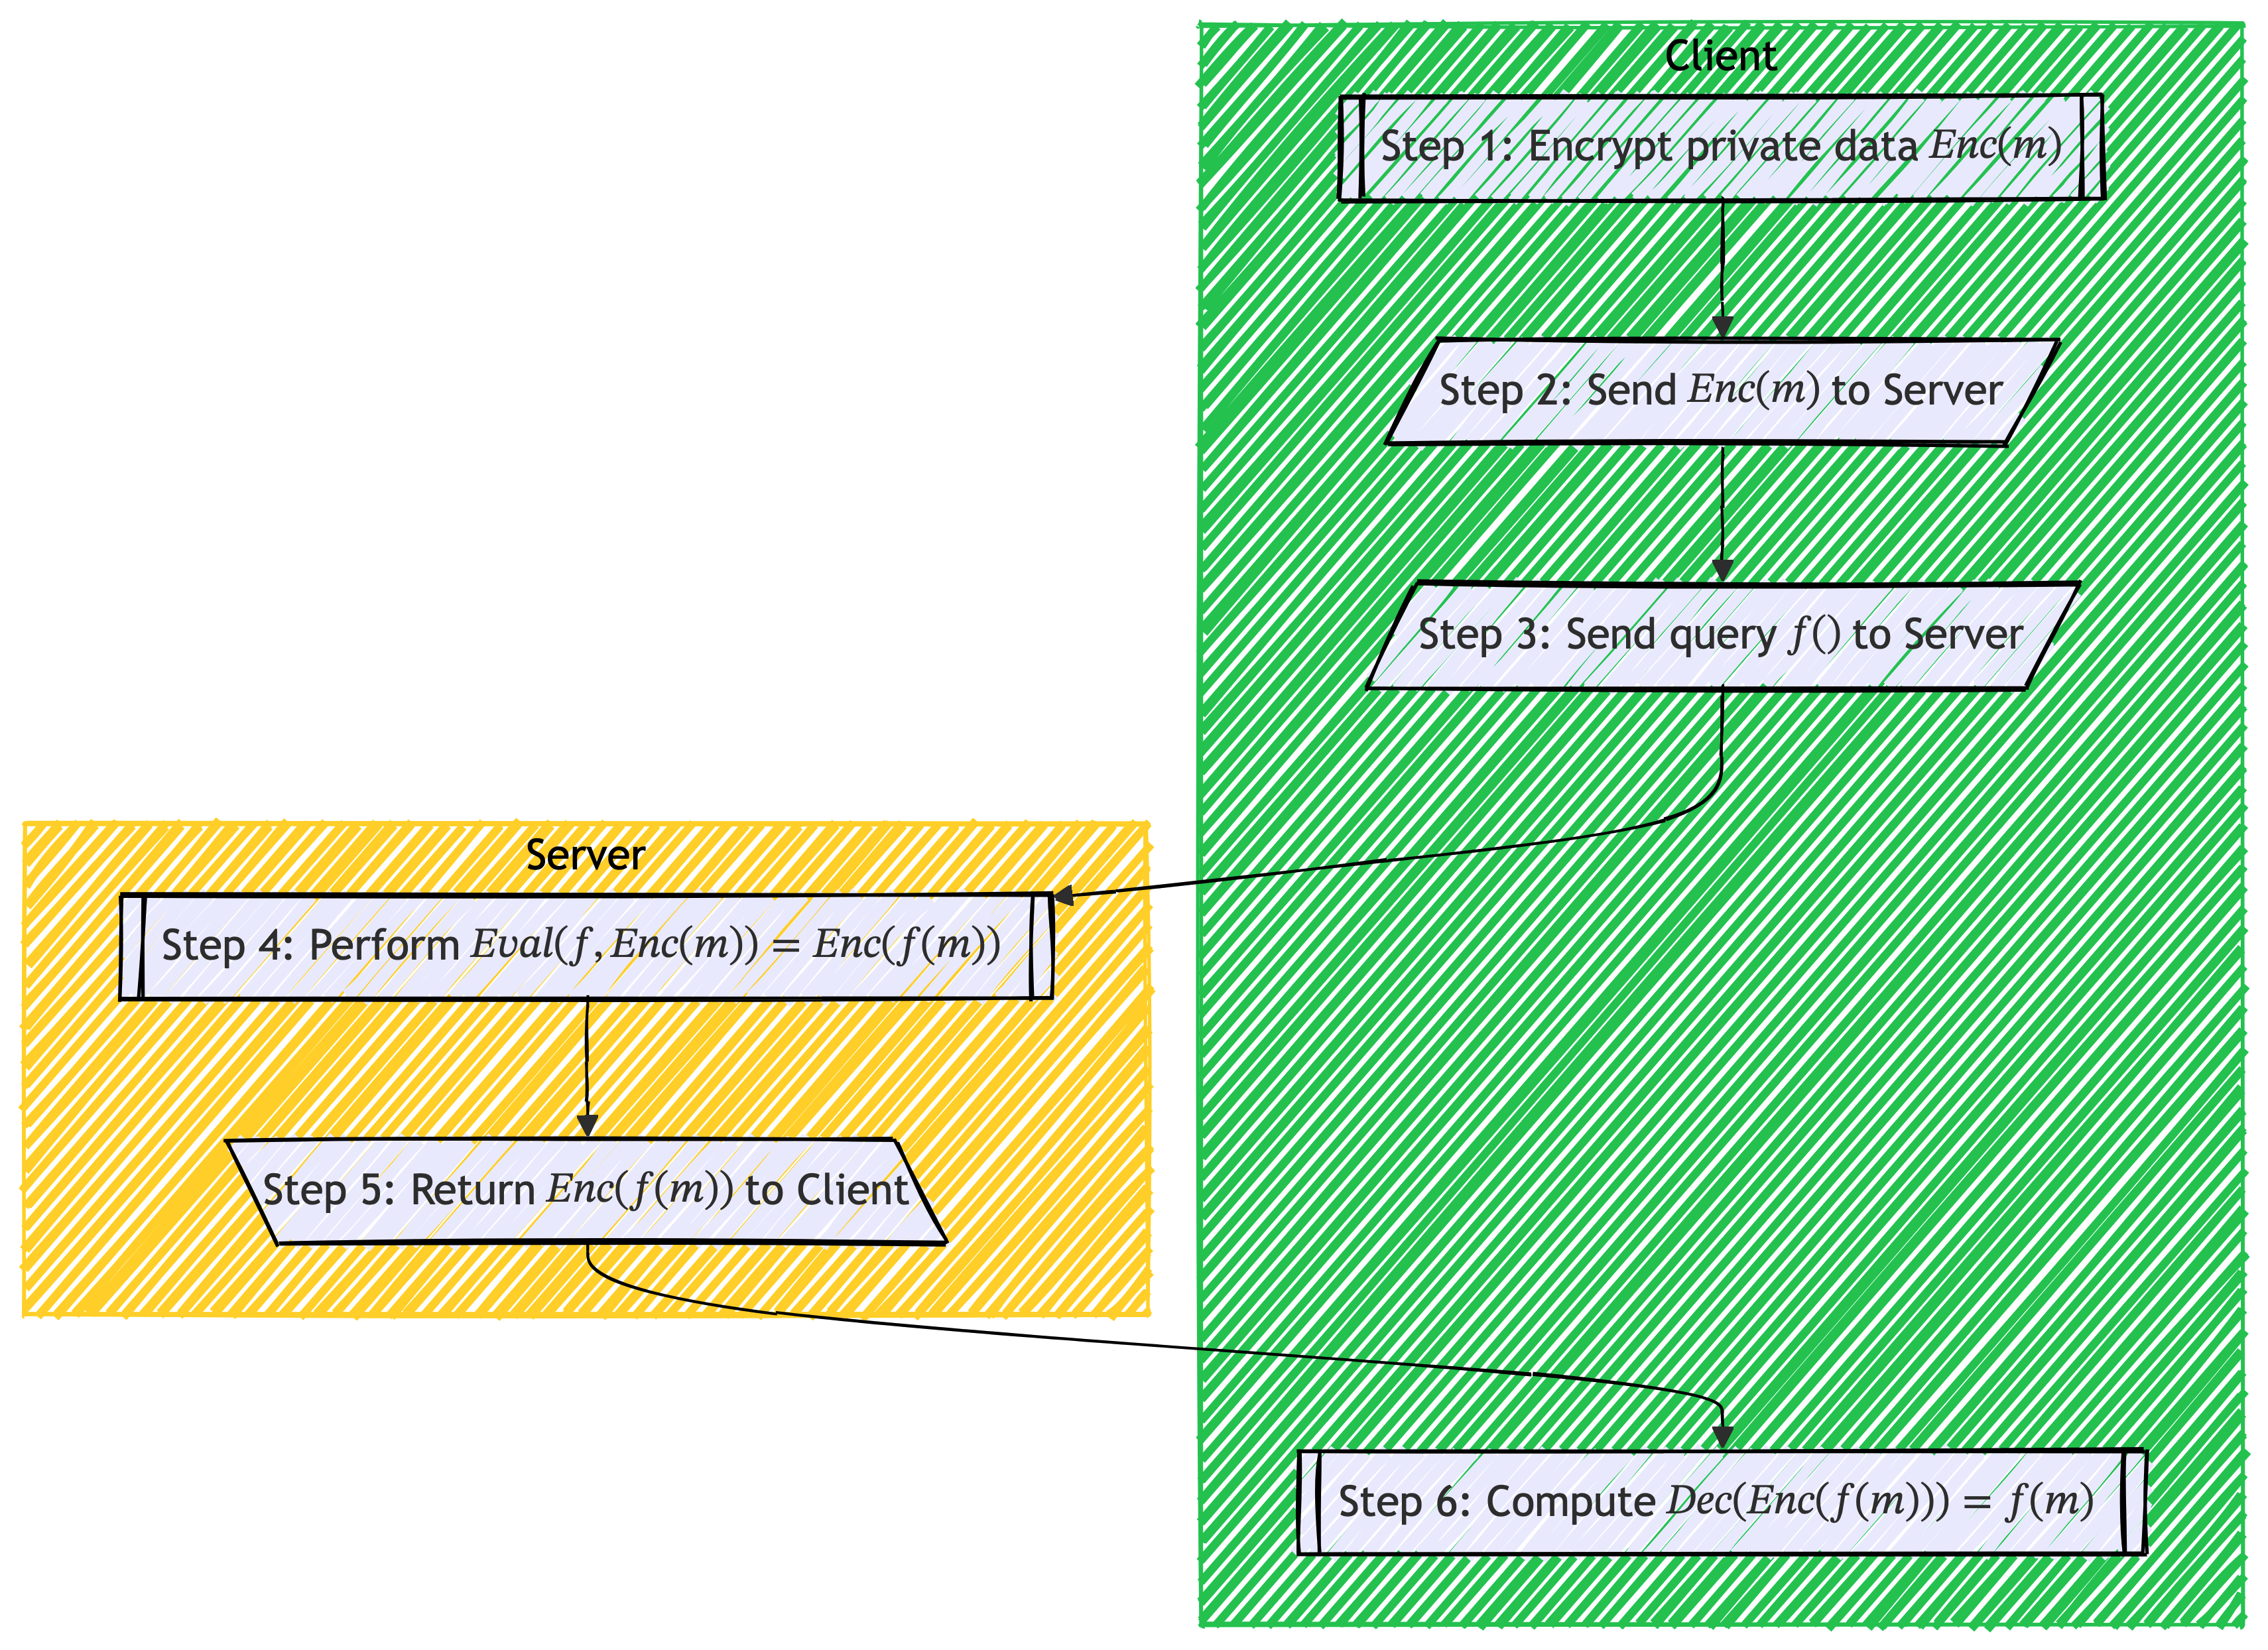 Client
Step 1: Encrypt private data Enc(m)
Step 2: Send Enc(m) to Server
Step 3: Send query f() to Server
Server
Step 4: Perform Eval(f, Enc(m)) = Enc(f(m))
Step 5: Return Enc(f(m)) to Client
Step 6: Compute Dec(Enc(f(m))) = f(m)